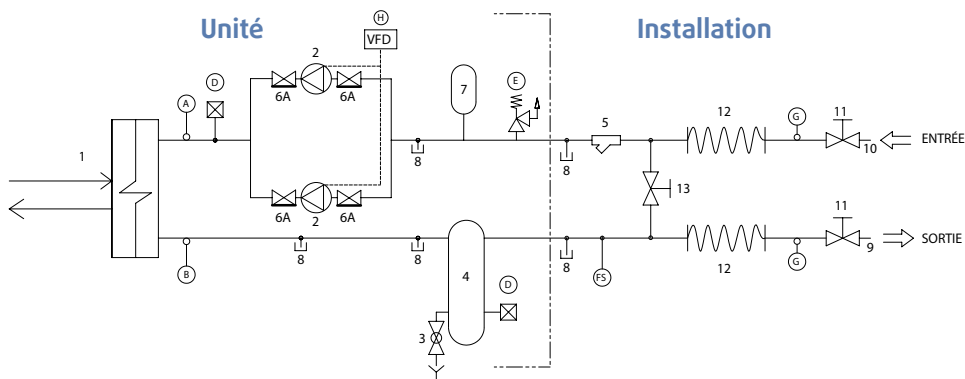 Unité
Installation
H
VFD
2
D
E
A
6A
6A
7
5
12
G
11
1
8
8
10
ENTRÉE
13
6A
6A
2
11
B
8
8
4
D
8
FS
12
G
9
SORTIE
3